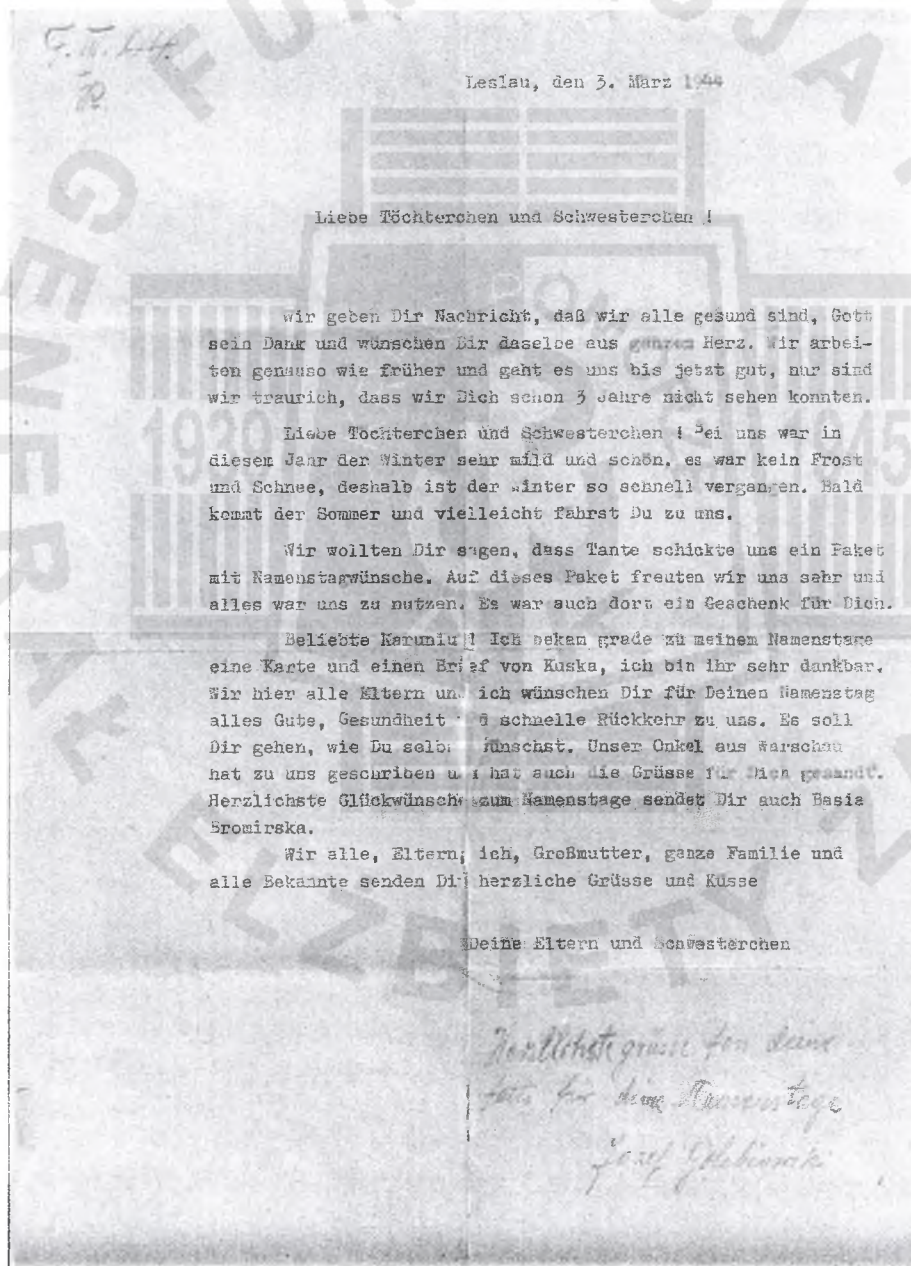 Leslau, den 3. März 1944
Liebe Töchterchen und Schwesterchen !
Wir geben Dir Nachricht, daß wir alle gesund sind, Gott
sein Dank und wünschen Dir daselbe aus ganzem Herz. Wir arbei-
ten genauso wie früher und geht es uns bis jetzt gut, nur sind
wir traurich, dass wir Dich schon 3 Jahre nicht sehen konnten.
Liebe Tochterchen und Schwesterchen ! Bei uns war in
diesem Jahr der Winter sehr mild und schön. es war kein Frost
und Schnee, deshalb ist der Winter so schnell vergangen. Bald
kommt der Sommer und vielleicht fahrst Du zu uns.
Wir wollten Dir sagen, dass Tante schickte uns ein Paket
mit Namenstagwünsche. Auf dieses Paket freuten wir uns sehr und
alles war uns zu nutzen. Es war auch dort ein Geschenk für Dich.
Beliebte Karuniu ! Ich bekam grade zu meinem Namenstage
eine Karte und einen Brief von Kuska, ich bin ihr sehr dankbar.
Wir hier alle Eltern und ich wünschen Dir für Deinen Namenstag
alles Gute, Gesundheit und schnelle Rückkehr zu uns. Es soll
Dir gehen, wie Du selbst wünschst. Unser Onkel aus Warschau
hat zu uns geschriben und hat auch die Grüsse für Dich gesandt.
Herzlichste Glückwünsche zum Namenstage sendet Dir auch Basia
Bromirska.
Wir alle, Eltern, ich, Großmutter, ganze Familie und
alle Bekannte senden Dir herzliche Grüsse und Küsse
Deine Eltern und Schwesterchen
Herzlichste grüsse fon deine
für deine Namenstage
Jozef
FUNDACJA GENERAŁ ELŻBIETY
1939 1945